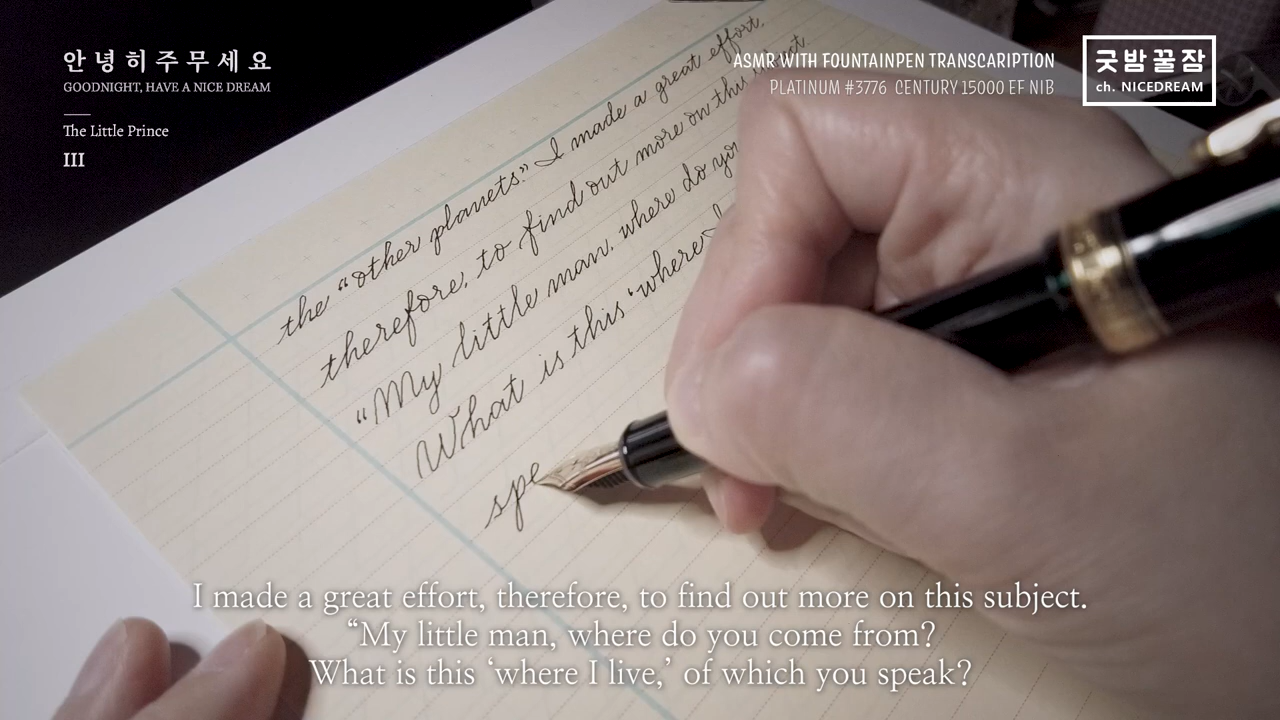 안녕히주무세요
GOODNIGHT, HAVE A NICE DREAM
The Little Prince
III
ASMR WITH FOUNTAINPEN TRANSCARIPTION
PLATINUM #3776 CENTURY 15000 EF NIB
굿밤꿀잠
ch. NICEDREAM
the “other planets.” I made a great effort,
therefore, to find out more on this
“My little man, where do
What is this ‘where
spe
I made a great effort, therefore, to find out more on this subject.
“My little man, where do you come from?
What is this ‘where I live,’ of which you speak?